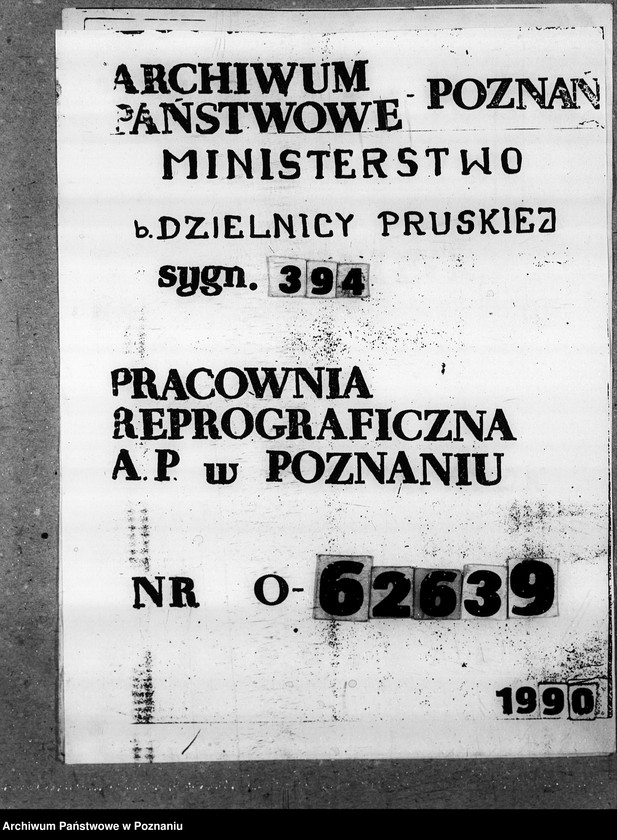 ARCHIWUM
PAŃSTWOWE - POZNAŃ
MINISTERSTWO
b. DZIELNICY PRUSKIEJ
sygn. 394
PRACOWNIA
REPROGRAFICZNA
A. P. w POZNANIU
NR O-62639
1990
Archiwum Państwowe w Poznaniu